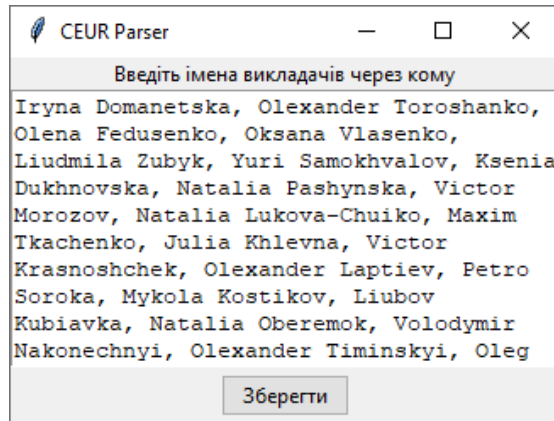 CEUR Parser
Введіть імена викладачів через кому
Iryna Domanetska, Olexander Toroshanko,
Olena Fedusenko, Oksana Vlasenko,
Liudmila Zubyk, Yuri Samokhvalov, Ksenia
Dukhnovska, Natalia Pashynska, Victor
Morozov, Natalia Lukova-Chuiko, Maxim
Tkachenko, Julia Khlevna, Victor
Krasnoshchek, Olexander Laptiev, Petro
Soroka, Mykola Kostikov, Liubov
Kubiavka, Natalia Oberemok, Volodymir
Nakonechnyi, Olexander Timinskyi, Oleg
Зберегти